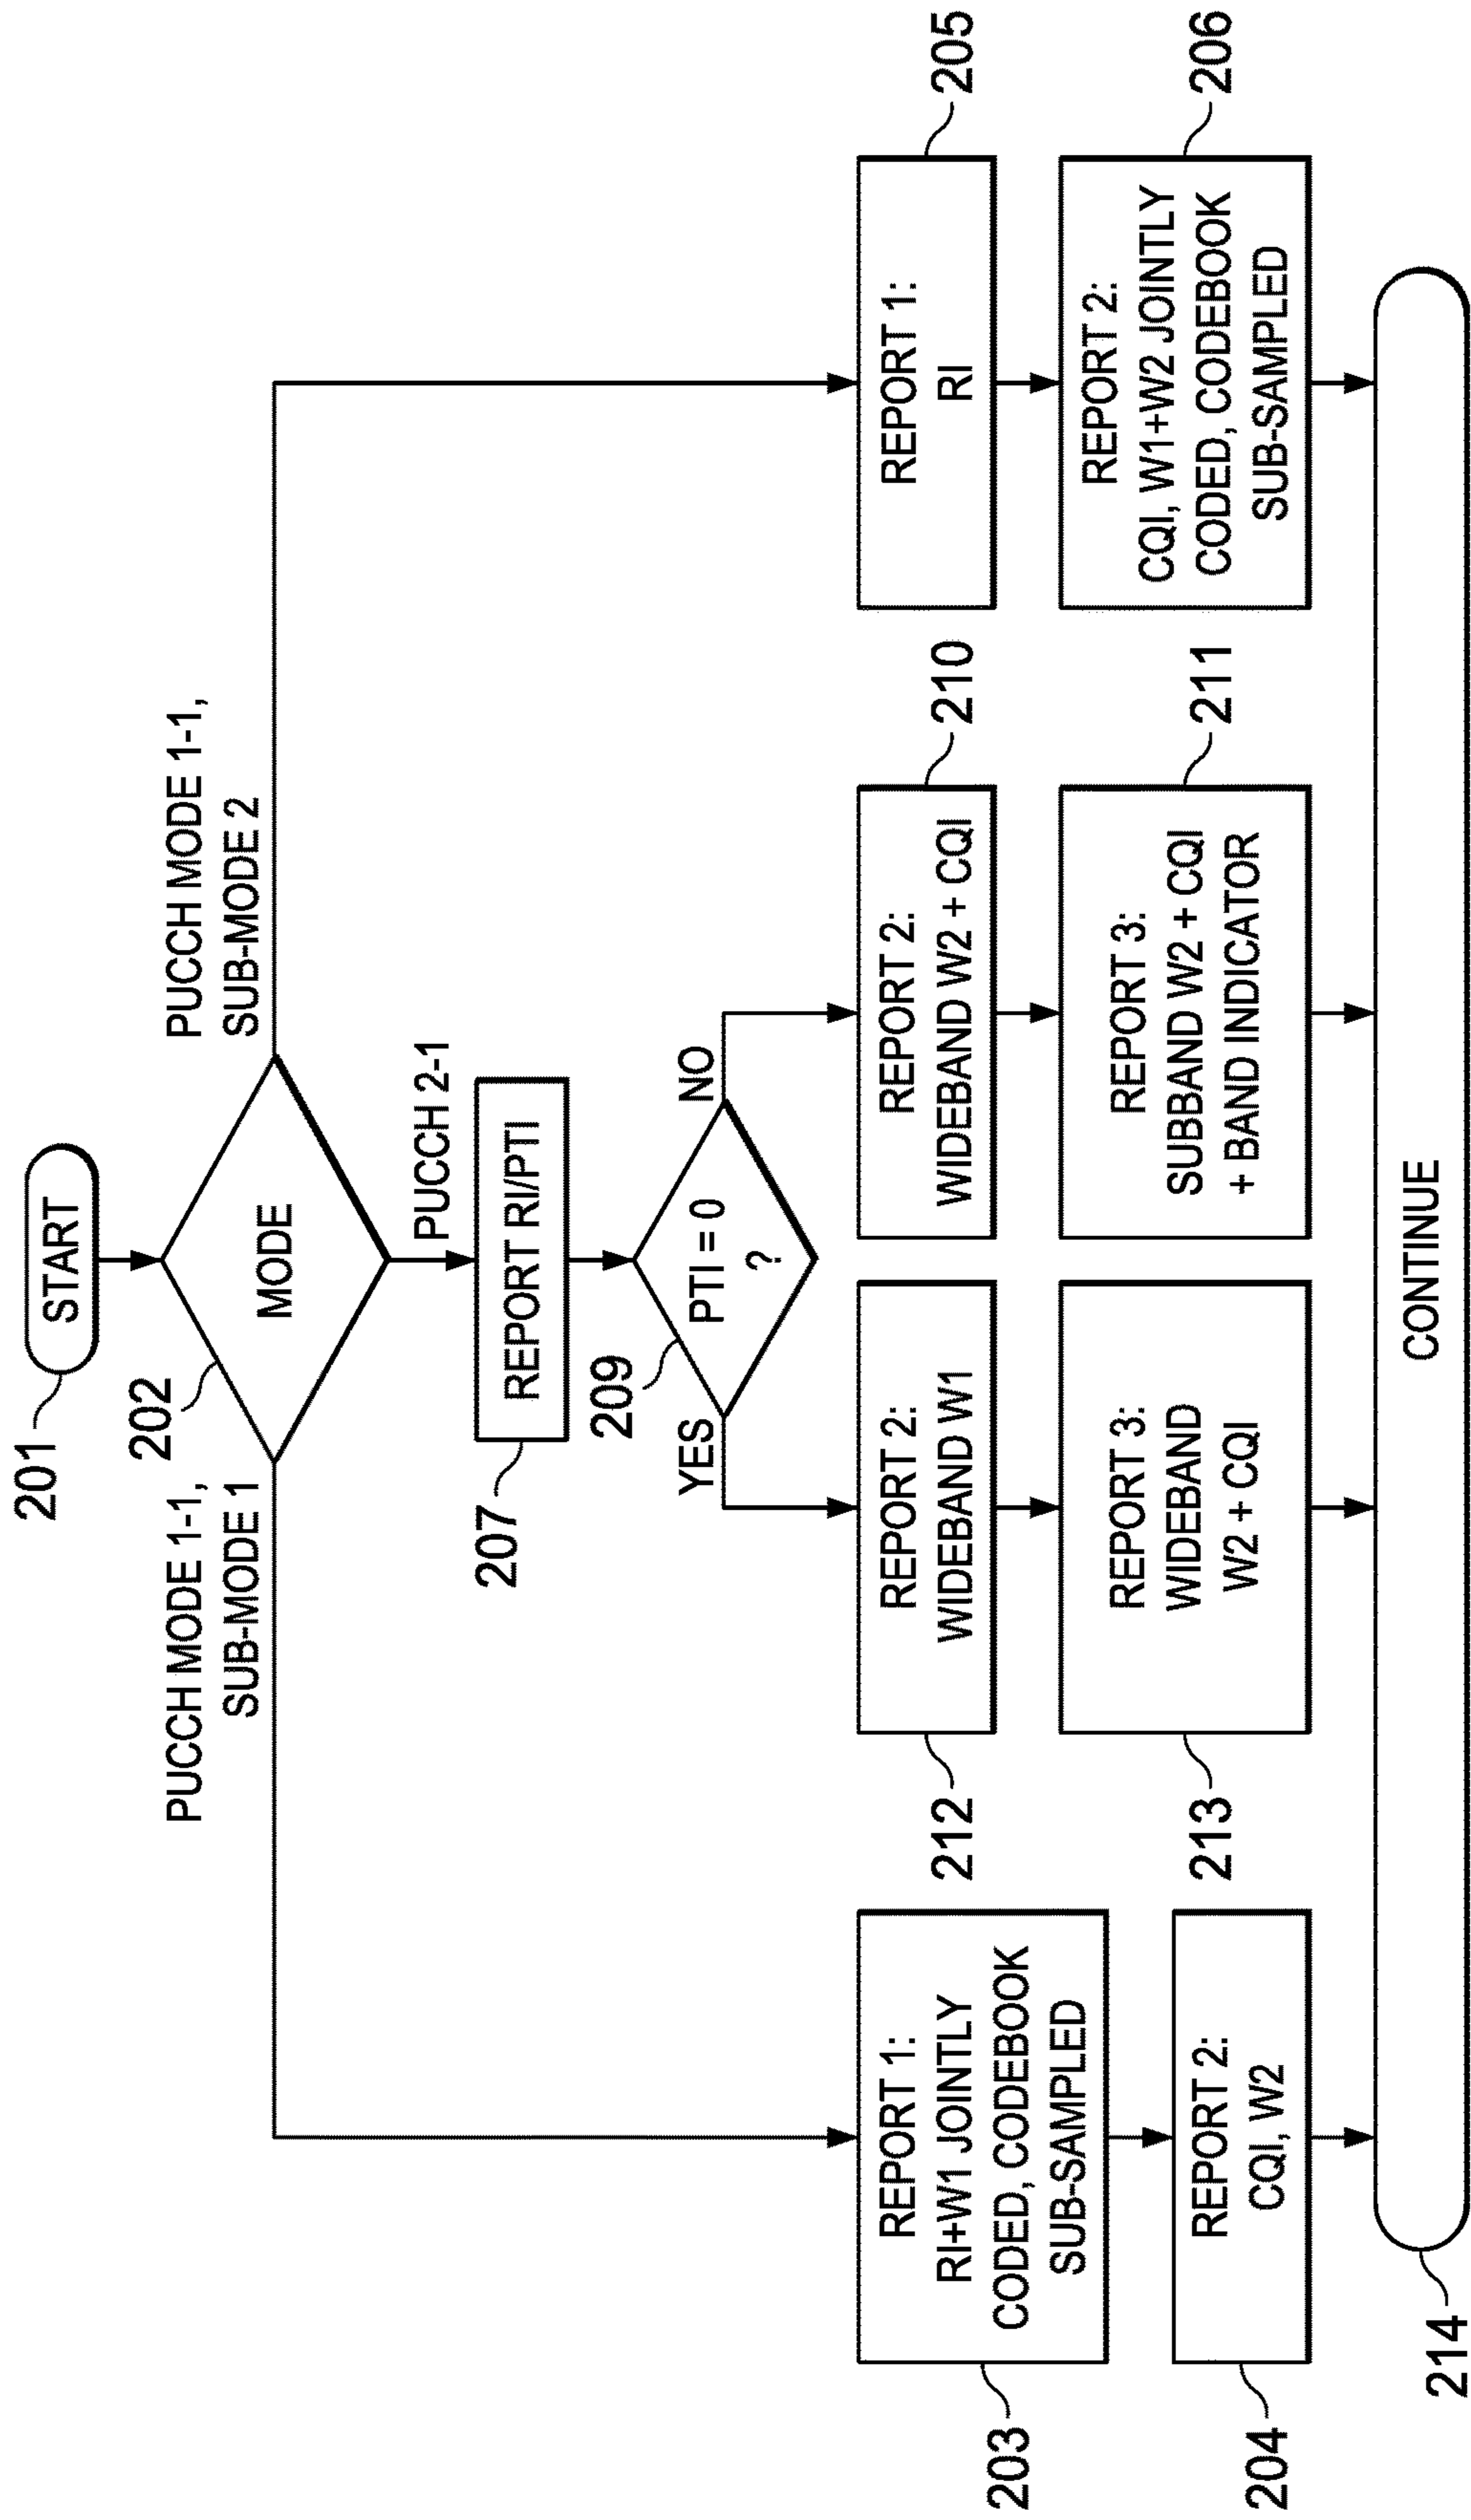 START
201
202
MODE
PUCCH MODE 1-1,
SUB-MODE 1
PUCCH MODE 1-1,
SUB-MODE 2
PUCCH 2-1
207
REPORT RI/PTI
209
PTI = 0
?
YES
NO
203
REPORT 1:
RI+W1 JOINTLY
CODED, CODEBOOK
SUB-SAMPLED
204
REPORT 2:
CQI, W2
212
REPORT 2:
WIDEBAND W1
213
REPORT 3:
WIDEBAND
W2 + CQI
210
REPORT 2:
WIDEBAND W2 + CQI
211
REPORT 3:
SUBBAND W2 + CQI
+ BAND INDICATOR
205
REPORT 1:
RI
206
REPORT 2:
CQI, W1+W2 JOINTLY
CODED, CODEBOOK
SUB-SAMPLED
214
CONTINUE